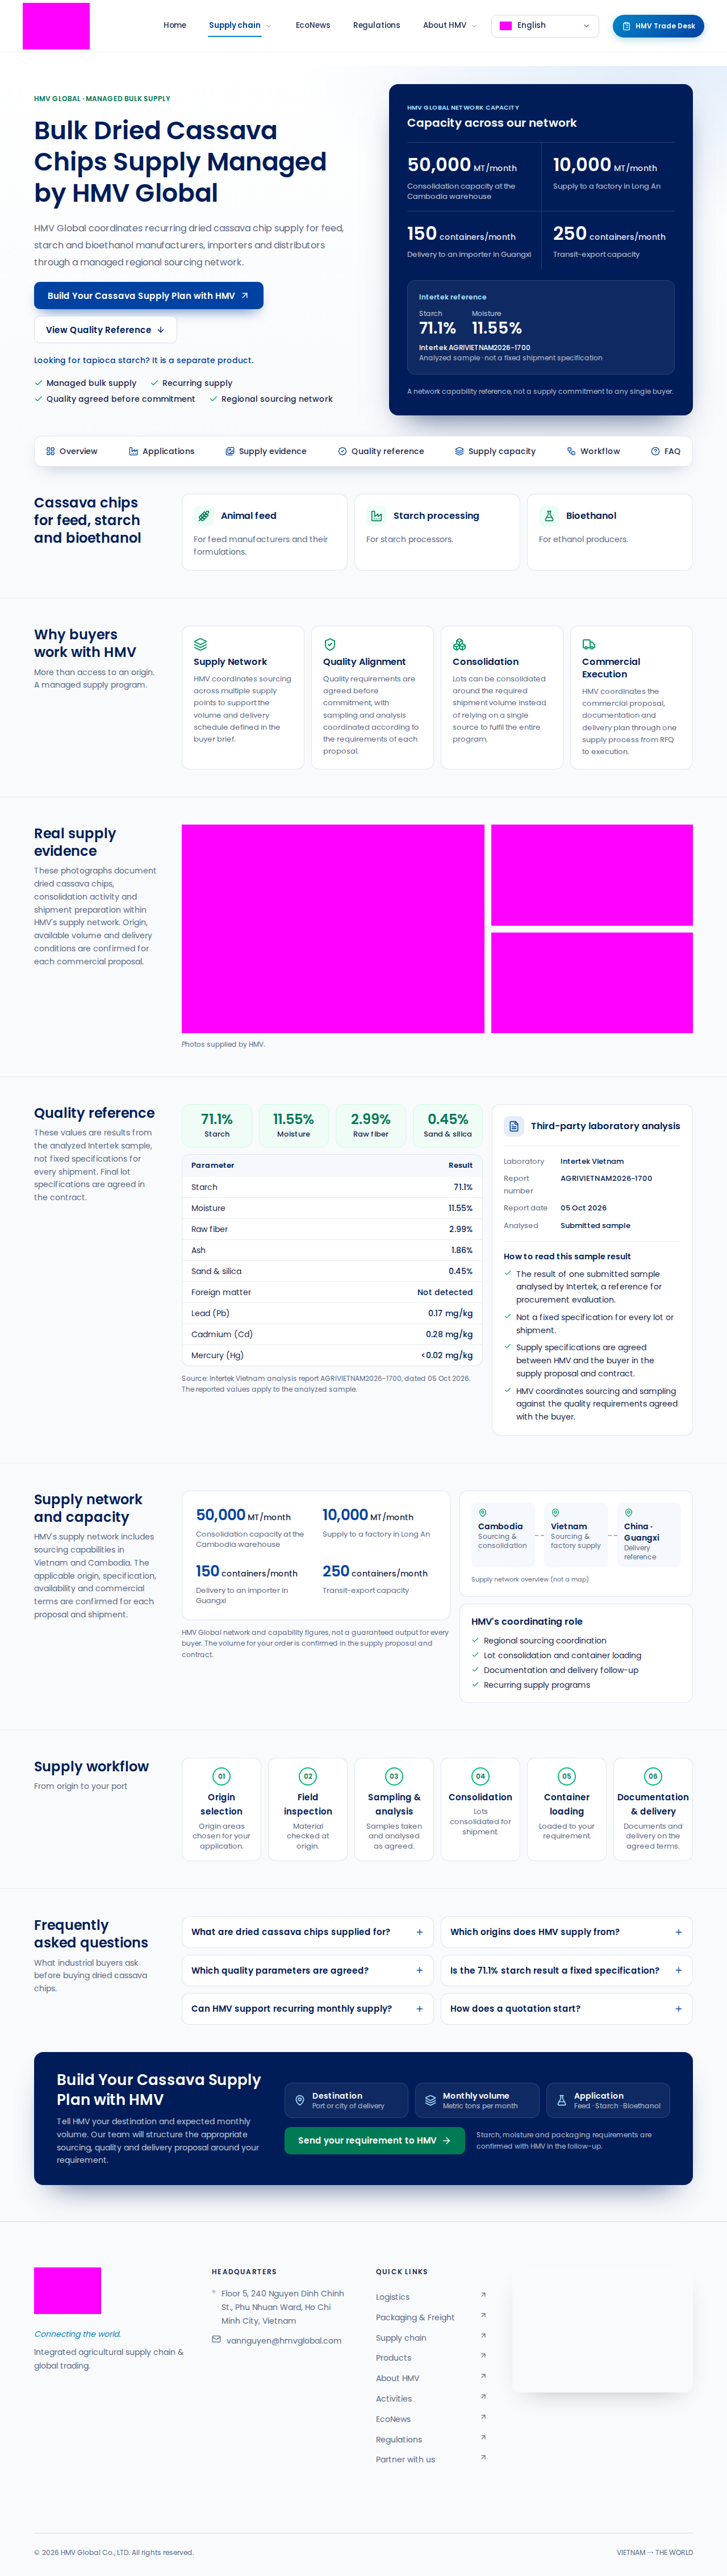 Home
Supply chain
EcoNews
Regulations
About HMV
English
HMV Trade Desk
HMV GLOBAL · MANAGED BULK SUPPLY
Bulk Dried Cassava
Chips Supply Managed
by HMV Global
HMV Global coordinates recurring dried cassava chip supply for feed,
starch and bioethanol manufacturers, importers and distributors
through a managed regional sourcing network.
Build Your Cassava Supply Plan with HMV
View Quality Reference
Looking for tapioca starch? It is a separate product.
Managed bulk supply
Recurring supply
Quality agreed before commitment
Regional sourcing network
HMV GLOBAL NETWORK CAPACITY
Capacity across our network
50,000 MT/month
Consolidation capacity at the
Cambodia warehouse
10,000 MT/month
Supply to a factory in Long An
150 containers/month
Delivery to an importer in Guangxi
250 containers/month
Transit-export capacity
Intertek reference
Starch
71.1%
Moisture
11.55%
Intertek AGRIVIETNAM2026-1700
Analyzed sample · not a fixed shipment specification
A network capability reference, not a supply commitment to any single buyer.
Overview
Applications
Supply evidence
Quality reference
Supply capacity
Workflow
FAQ
Cassava chips
for feed, starch
and bioethanol
Animal feed
For feed manufacturers and their
formulations.
Starch processing
For starch processors.
Bioethanol
For ethanol producers.
Why buyers
work with HMV
More than access to an origin.
A managed supply program.
Supply Network
HMV coordinates sourcing
across multiple supply
points to support the
volume and delivery
schedule defined in the
buyer brief.
Quality Alignment
Quality requirements are
agreed before
commitment, with
sampling and analysis
coordinated according to
the requirements of each
proposal.
Consolidation
Lots can be consolidated
around the required
shipment volume instead
of relying on a single
source to fulfil the entire
program.
Commercial
Execution
HMV coordinates the
commercial proposal,
documentation and
delivery plan through one
supply process from RFQ
to execution.
Real supply
evidence
These photographs document
dried cassava chips,
consolidation activity and
shipment preparation within
HMV's supply network. Origin,
available volume and delivery
conditions are confirmed for
each commercial proposal.
Photos supplied by HMV.
Quality reference
These values are results from
the analyzed Intertek sample,
not fixed specifications for
every shipment. Final lot
specifications are agreed in
the contract.
71.1%
Starch
11.55%
Moisture
2.99%
Raw fiber
0.45%
Sand & silica
Parameter Result
Starch 71.1%
Moisture 11.55%
Raw fiber 2.99%
Ash 1.86%
Sand & silica 0.45%
Foreign matter Not detected
Lead (Pb) 0.17 mg/kg
Cadmium (Cd) 0.28 mg/kg
Mercury (Hg) <0.02 mg/kg
Source: Intertek Vietnam analysis report AGRIVIETNAM2026-1700, dated 05 Oct 2026.
The reported values apply to the analyzed sample.
Third-party laboratory analysis
Laboratory Intertek Vietnam
Report
number AGRIVIETNAM2026-1700
Report date 05 Oct 2026
Analysed Submitted sample
How to read this sample result
The result of one submitted sample
analysed by Intertek, a reference for
procurement evaluation.
Not a fixed specification for every lot or
shipment.
Supply specifications are agreed
between HMV and the buyer in the
supply proposal and contract.
HMV coordinates sourcing and sampling
against the quality requirements agreed
with the buyer.
Supply network
and capacity
HMV's supply network includes
sourcing capabilities in
Vietnam and Cambodia. The
applicable origin, specification,
availability and commercial
terms are confirmed for each
proposal and shipment.
50,000 MT/month
Consolidation capacity at the
Cambodia warehouse
10,000 MT/month
Supply to a factory in Long An
150 containers/month
Delivery to an importer in
Guangxi
250 containers/month
Transit-export capacity
HMV Global network and capability figures, not a guaranteed output for every
buyer. The volume for your order is confirmed in the supply proposal and
contract.
Cambodia
Sourcing &
consolidation
Vietnam
Sourcing &
factory supply
China ·
Guangxi
Delivery
reference
Supply network overview (not a map)
HMV's coordinating role
Regional sourcing coordination
Lot consolidation and container loading
Documentation and delivery follow-up
Recurring supply programs
Supply workflow
From origin to your port
01
Origin
selection
Origin areas
chosen for your
application.
02
Field
inspection
Material
checked at
origin.
03
Sampling &
analysis
Samples taken
and analysed
as agreed.
04
Consolidation
Lots
consolidated for
shipment.
05
Container
loading
Loaded to your
requirement.
06
Documentation
& delivery
Documents and
delivery on the
agreed terms.
Frequently
asked questions
What industrial buyers ask
before buying dried cassava
chips.
What are dried cassava chips supplied for?
Which origins does HMV supply from?
Which quality parameters are agreed?
Is the 71.1% starch result a fixed specification?
Can HMV support recurring monthly supply?
How does a quotation start?
Build Your Cassava Supply
Plan with HMV
Tell HMV your destination and expected monthly
volume. Our team will structure the appropriate
sourcing, quality and delivery proposal around your
requirement.
Destination
Port or city of delivery
Monthly volume
Metric tons per month
Application
Feed · Starch · Bioethanol
Send your requirement to HMV
Starch, moisture and packaging requirements are
confirmed with HMV in the follow-up.
Connecting the world.
Integrated agricultural supply chain &
global trading.
HEADQUARTERS
Floor 5, 240 Nguyen Dinh Chinh
St., Phu Nhuan Ward, Ho Chi
Minh City, Vietnam
vannguyen@hmvglobal.com
QUICK LINKS
Logistics
Packaging & Freight
Supply chain
Products
About HMV
Activities
EcoNews
Regulations
Partner with us
© 2026 HMV Global Co., LTD. All rights reserved.
VIETNAM → THE WORLD